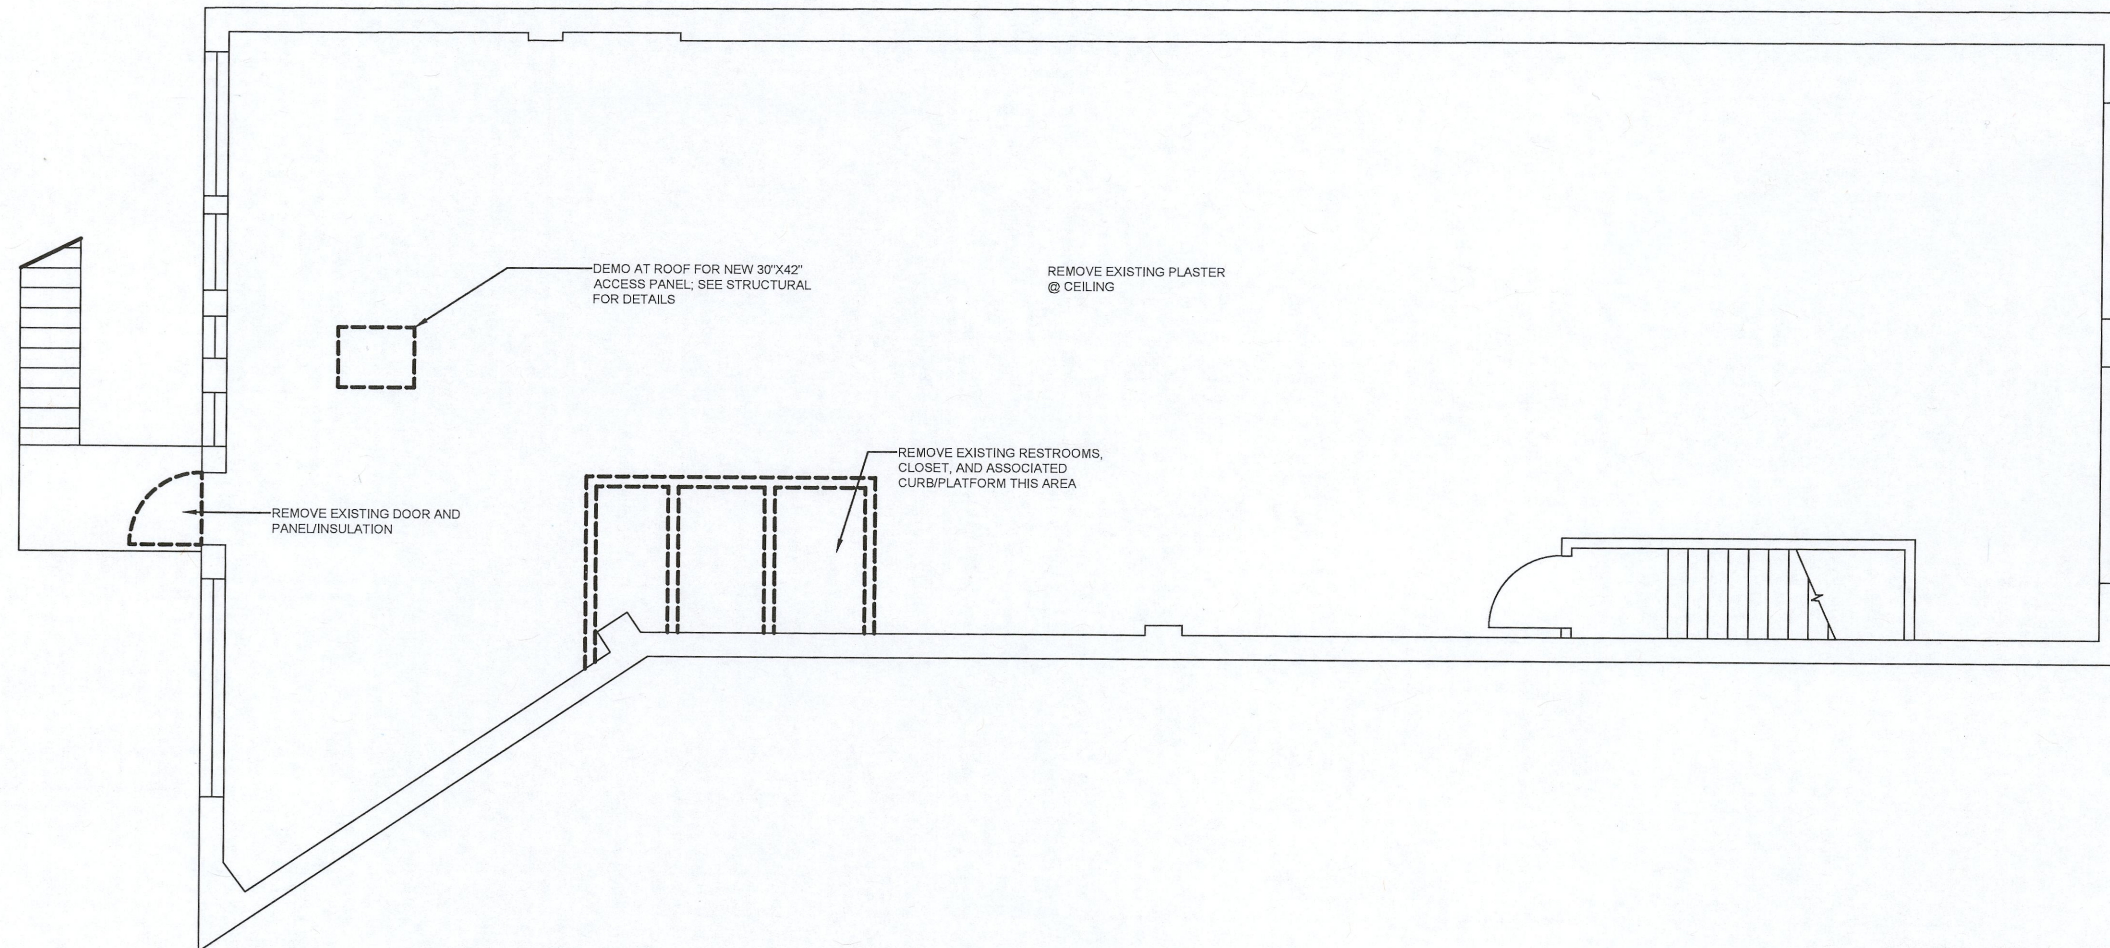 DEMO AT ROOF FOR NEW 30"X42"
ACCESS PANEL; SEE STRUCTURAL
FOR DETAILS
REMOVE EXISTING PLASTER
@ CEILING
REMOVE EXISTING RESTROOMS,
CLOSET, AND ASSOCIATED
CURB/PLATFORM THIS AREA
REMOVE EXISTING DOOR AND
PANEL/INSULATION